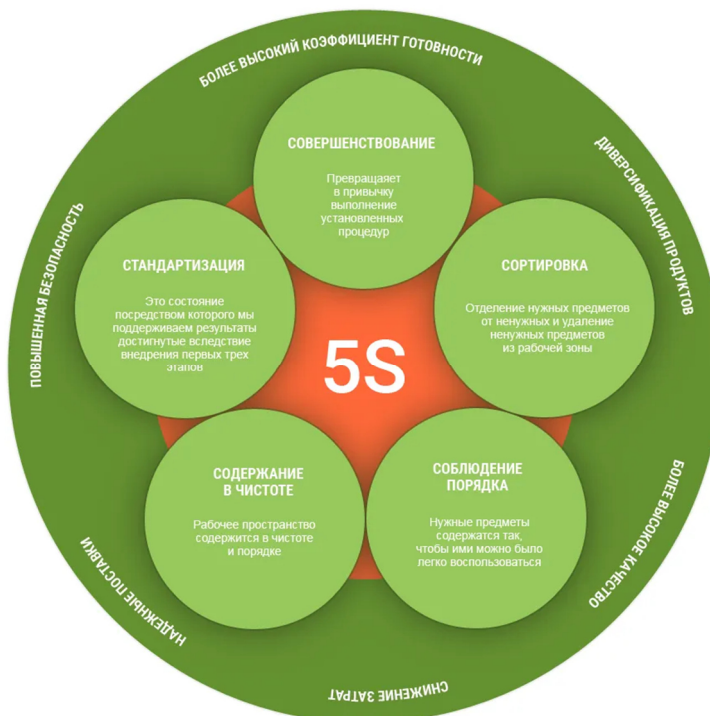 БОЛЕЕ ВЫСОКИЙ КОЭФФИЦИЕНТ ГОТОВНОСТИ
ДИВЕРСИФИКАЦИЯ ПРОДУКТОВ
БОЛЕЕ ВЫСОКОЕ КАЧЕСТВО
СНИЖЕНИЕ ЗАТРАТ
НАДЕЖНЫЕ ПОСТАВКИ
ПОВЫШЕННАЯ БЕЗОПАСНОСТЬ
СОВЕРШЕНСТВОВАНИЕ
Превращаяет
в привычку
выполнение
установленных
процедур
СОРТИРОВКА
Отделение нужных предметов
от ненужных и удаление
ненужных предметов
из рабочей зоны
СОБЛЮДЕНИЕ
ПОРЯДКА
Нужные предметы
содержатся так,
чтобы ими можно было
легко воспользоваться
СОДЕРЖАНИЕ
В ЧИСТОТЕ
Рабочее пространство
содержится в чистоте
и порядке
СТАНДАРТИЗАЦИЯ
Это состояние
посредством которого мы
поддерживаем результаты
достигнутые вследствие
внедрения первых трех
этапов
5S